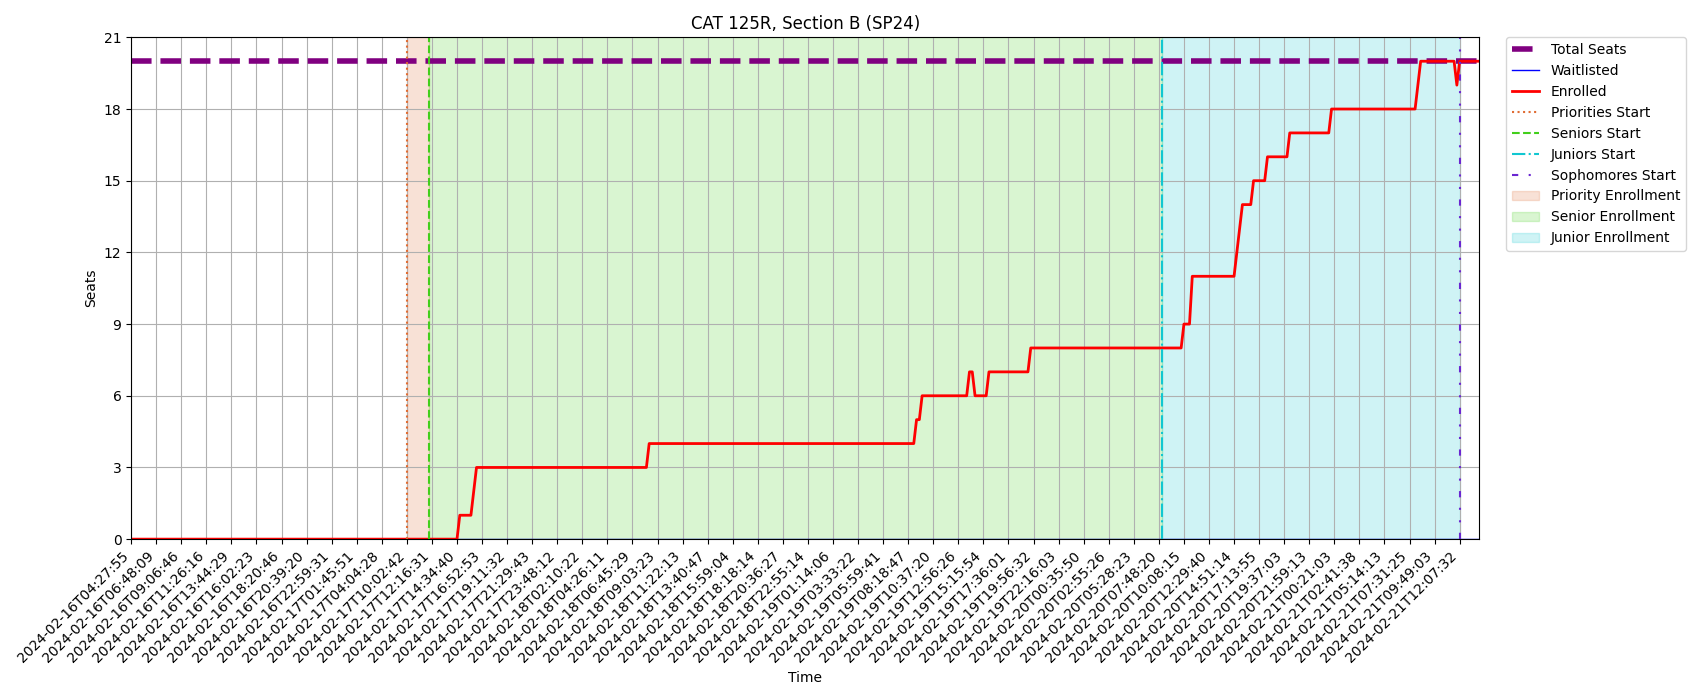 CAT 125R, Section B (SP24)
21
18
15
12
9
6
3
0
Seats
2024-02-16T04:27:55
2024-02-16T06:48:09
2024-02-16T09:06:46
2024-02-16T11:26:16
2024-02-16T13:44:29
2024-02-16T16:02:23
2024-02-16T18:20:46
2024-02-16T20:39:20
2024-02-16T22:59:31
2024-02-17T01:45:51
2024-02-17T04:04:28
2024-02-17T10:02:42
2024-02-17T12:16:31
2024-02-17T14:34:40
2024-02-17T16:52:53
2024-02-17T19:11:32
2024-02-17T21:29:43
2024-02-17T23:48:12
2024-02-18T02:10:22
2024-02-18T04:26:11
2024-02-18T06:45:29
2024-02-18T09:03:23
2024-02-18T11:22:13
2024-02-18T13:40:47
2024-02-18T15:59:04
2024-02-18T18:18:14
2024-02-18T20:36:27
2024-02-18T22:55:14
2024-02-19T01:14:06
2024-02-19T03:33:22
2024-02-19T05:59:41
2024-02-19T08:18:47
2024-02-19T10:37:20
2024-02-19T12:56:26
2024-02-19T15:15:54
2024-02-19T17:36:01
2024-02-19T19:56:32
2024-02-19T22:16:03
2024-02-20T00:35:50
2024-02-20T02:55:26
2024-02-20T05:28:23
2024-02-20T07:48:20
2024-02-20T10:08:15
2024-02-20T12:29:40
2024-02-20T14:51:14
2024-02-20T17:13:55
2024-02-20T19:37:03
2024-02-20T21:59:13
2024-02-21T00:21:03
2024-02-21T02:41:38
2024-02-21T05:14:13
2024-02-21T07:31:25
2024-02-21T09:49:03
2024-02-21T12:07:32
Time
Total Seats
Waitlisted
Enrolled
Priorities Start
Seniors Start
Juniors Start
Sophomores Start
Priority Enrollment
Senior Enrollment
Junior Enrollment